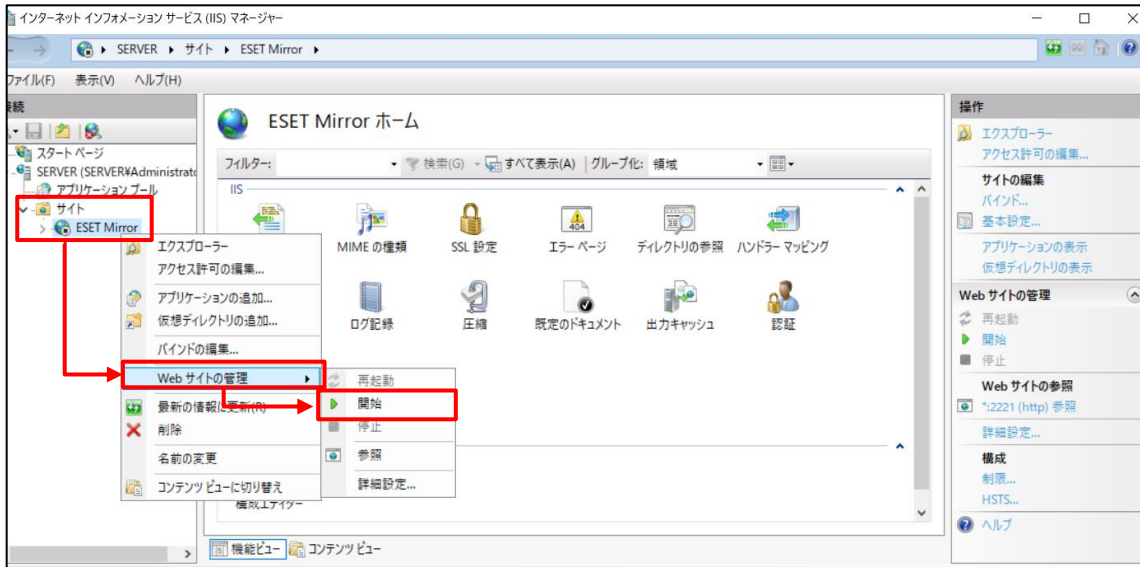 インターネット インフォメーション サービス (IIS) マネージャー
SERVER
サイト
ESET Mirror
ファイル(F) 表示(V) ヘルプ(H)
接続
スタート ページ
SERVER (SERVER¥Administrato
アプリケーション プール
サイト
ESET Mirror
エクスプローラー
アクセス許可の編集...
アプリケーションの追加...
仮想ディレクトリの追加...
バインドの編集...
Web サイトの管理
最新の情報に更新(R)
削除
名前の変更
コンテンツ ビューに切り替え
再起動
開始
停止
参照
詳細設定...
ESET Mirror ホーム
フィルター: 検索(G) すべて表示(A) グループ化: 領域
IIS
MIME の種類
SSL 設定
404
エラー ページ
ディレクトリの参照
ハンドラー マッピング
ログ記録
圧縮
既定のドキュメント
出力キャッシュ
認証
構成エディター
機能ビュー
コンテンツ ビュー
操作
エクスプローラー
アクセス許可の編集...
サイトの編集
バインド...
基本設定...
アプリケーションの表示
仮想ディレクトリの表示
Web サイトの管理
再起動
開始
停止
Web サイトの参照
*:2221 (http) 参照
詳細設定...
構成
制限...
HSTS...
ヘルプ